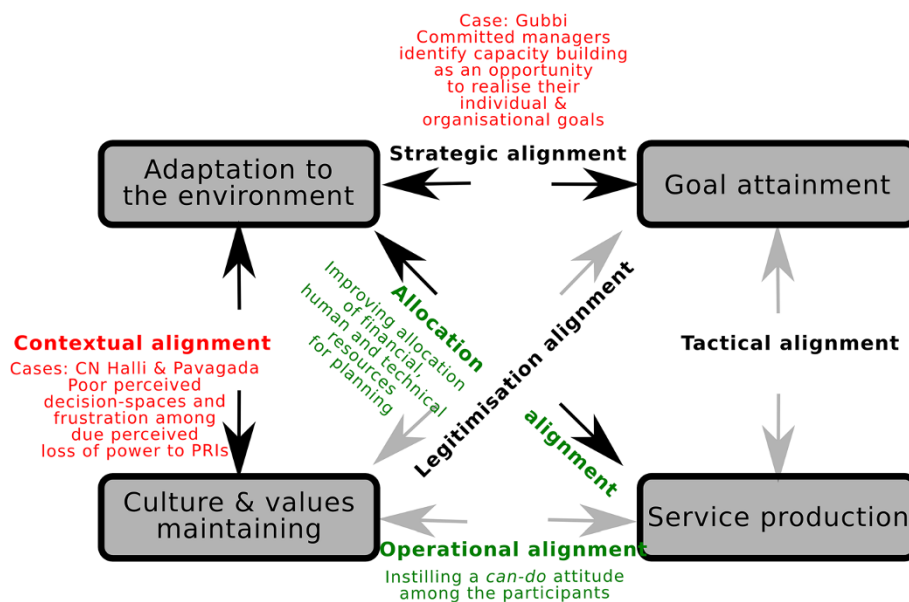 Case: Gubbi
Committed managers
identify capacity building
as an opportunity
to realise their
individual &
organisational goals
Strategic alignment
Adaptation to
the environment
Goal attainment
Allocation
alignment
Improving allocation
of financial,
human and technical
resources
for planning
Legitimisation alignment
Contextual alignment
Cases: CN Halli & Pavagada
Poor perceived
decision-spaces and
frustration among
due perceived
loss of power to PRIs
Tactical alignment
Culture & values
maintaining
Service production
Operational alignment
Instilling a can-do attitude
among the participants